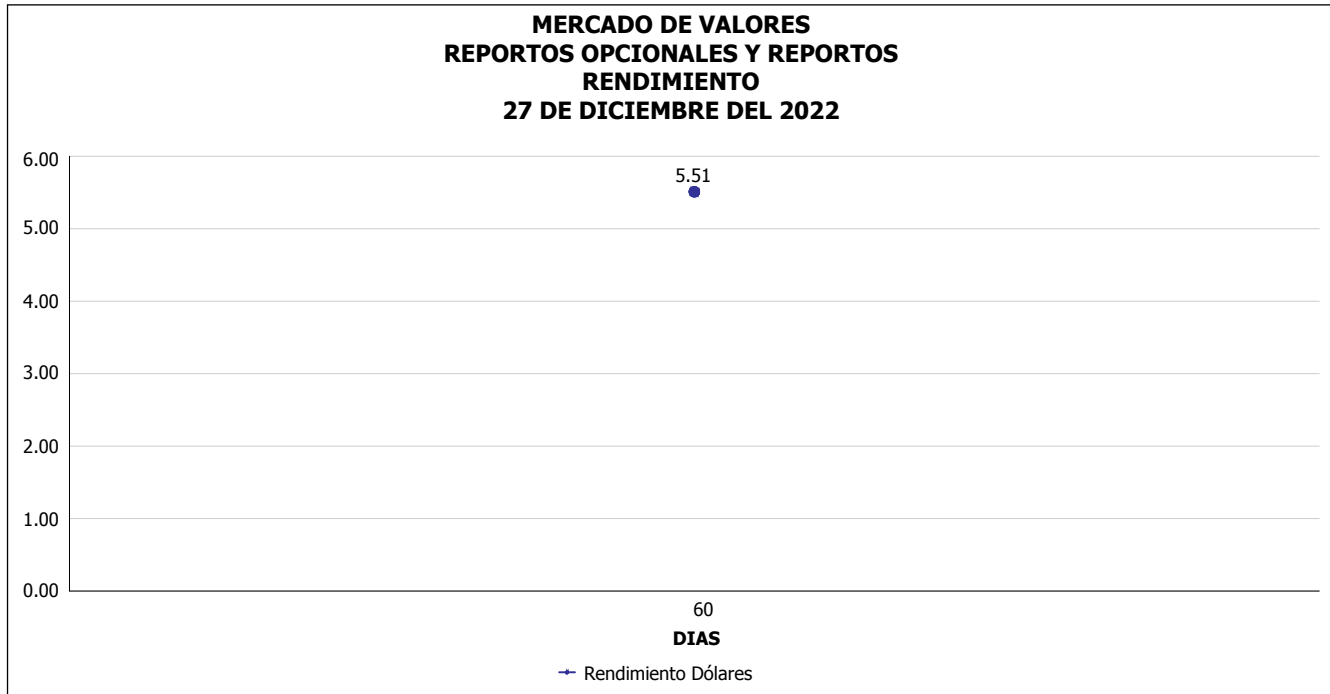 MERCADO DE VALORES
REPORTOS OPCIONALES Y REPORTOS
RENDIMIENTO
27 DE DICIEMBRE DEL 2022
6.00
5.51
5.00
4.00
3.00
2.00
1.00
0.00
60
DIAS
Rendimiento Dólares